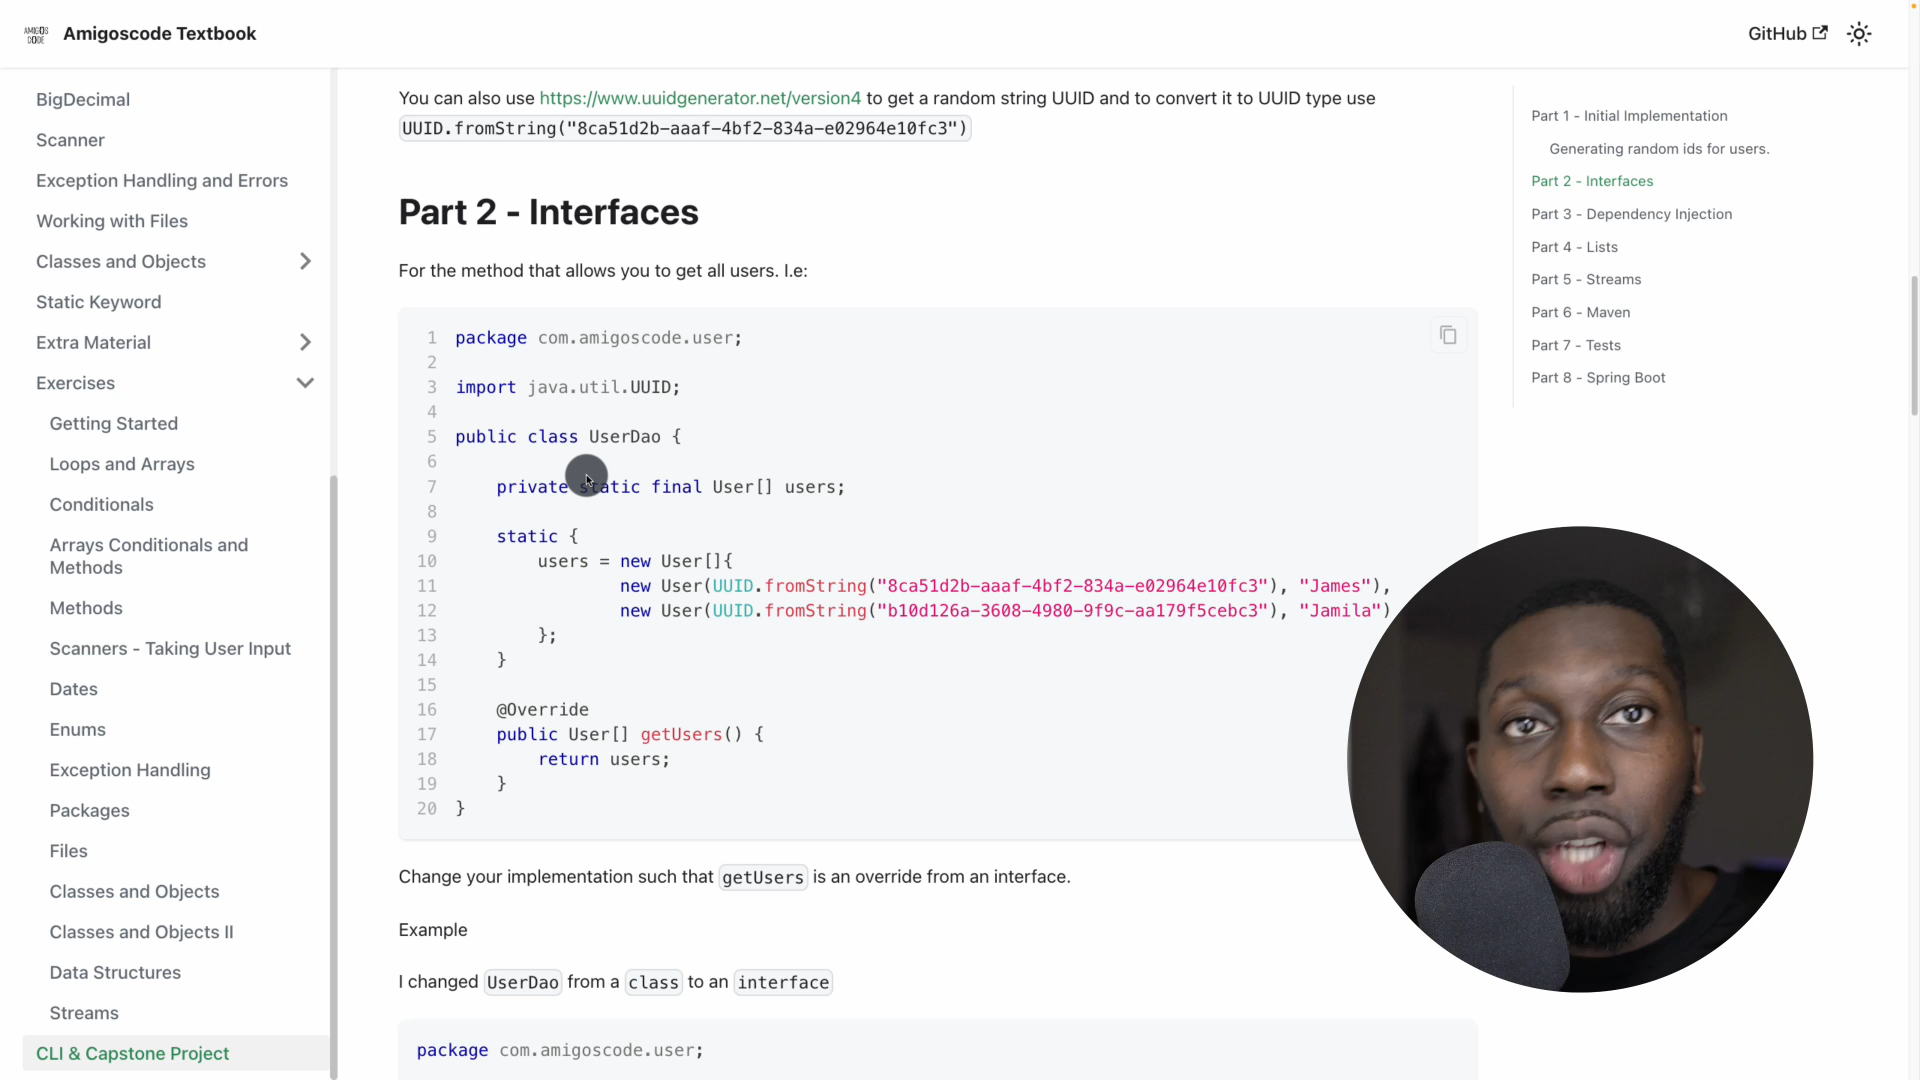 AMIGOS
CODE
Amigoscode Textbook
GitHub
BigDecimal
Scanner
Exception Handling and Errors
Working with Files
Classes and Objects
Static Keyword
Extra Material
Exercises
Getting Started
Loops and Arrays
Conditionals
Arrays Conditionals and
Methods
Methods
Scanners - Taking User Input
Dates
Enums
Exception Handling
Packages
Files
Classes and Objects
Classes and Objects II
Data Structures
Streams
CLI & Capstone Project
You can also use https://www.uuidgenerator.net/version4 to get a random string UUID and to convert it to UUID type use
UUID.fromString("8ca51d2b-aaaf-4bf2-834a-e02964e10fc3")
Part 2 - Interfaces
For the method that allows you to get all users. I.e:
1 package com.amigoscode.user;
2
3 import java.util.UUID;
4
5 public class UserDao {
6
7 private static final User[] users;
8
9 static {
10 users = new User[]{
11 new User(UUID.fromString("8ca51d2b-aaaf-4bf2-834a-e02964e10fc3"), "James"),
12 new User(UUID.fromString("b10d126a-3608-4980-9f9c-aa179f5cebc3"), "Jamila")
13 };
14 }
15
16 @Override
17 public User[] getUsers() {
18 return users;
19 }
20 }
Change your implementation such that getUsers is an override from an interface.
Example
I changed UserDao from a class to an interface
package com.amigoscode.user;
Part 1 - Initial Implementation
Generating random ids for users.
Part 2 - Interfaces
Part 3 - Dependency Injection
Part 4 - Lists
Part 5 - Streams
Part 6 - Maven
Part 7 - Tests
Part 8 - Spring Boot